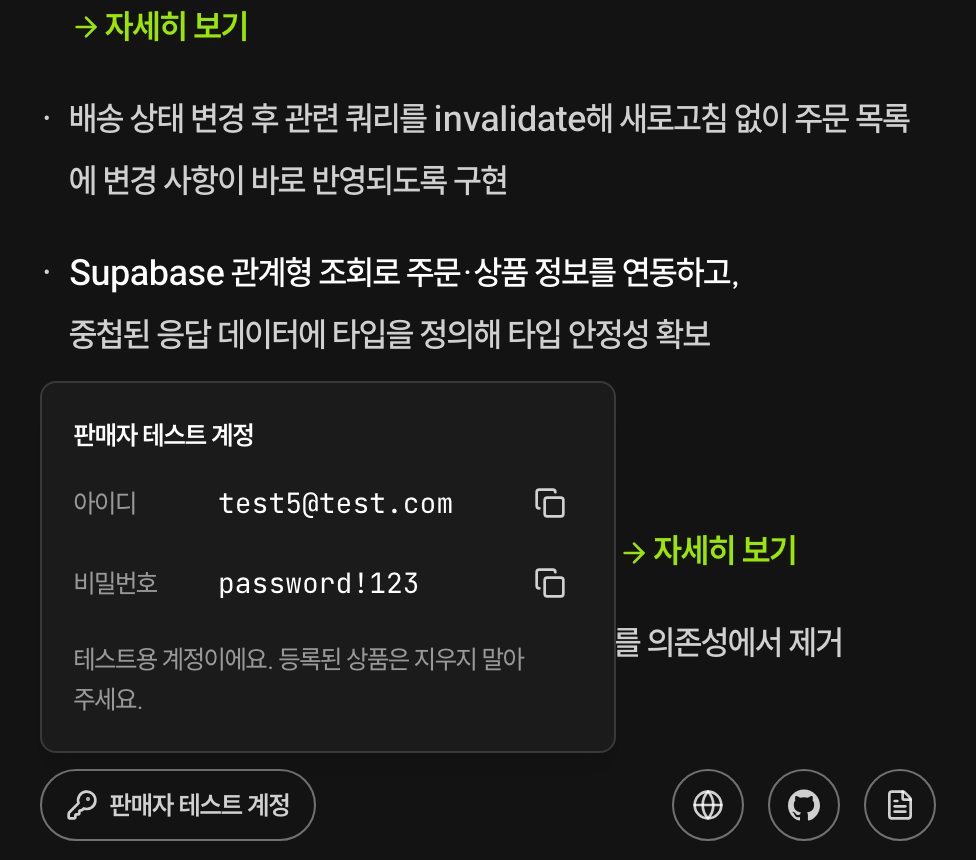 → 자세히 보기
· 배송 상태 변경 후 관련 쿼리를 invalidate해 새로고침 없이 주문 목록
에 변경 사항이 바로 반영되도록 구현
· Supabase 관계형 조회로 주문·상품 정보를 연동하고,
중첩된 응답 데이터에 타입을 정의해 타입 안정성 확보
판매자 테스트 계정
아이디 test5@test.com
→ 자세히 보기
비밀번호 password!123
를 의존성에서 제거
테스트용 계정이에요. 등록된 상품은 지우지 말아
주세요.
판매자 테스트 계정